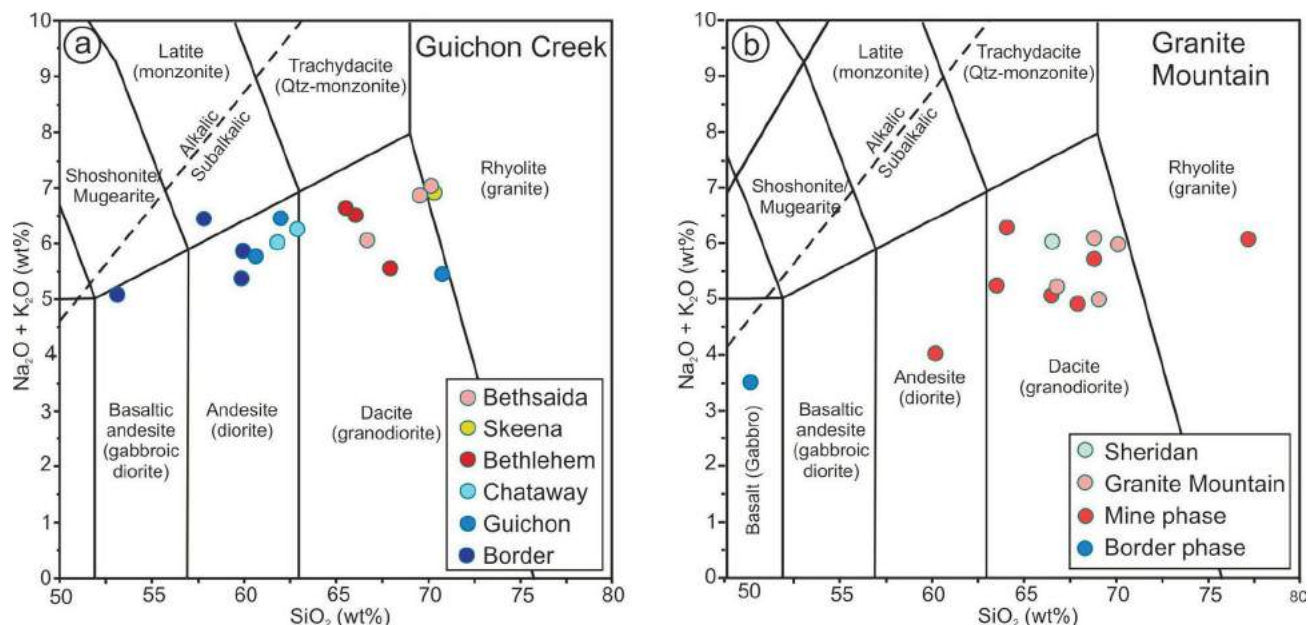 a
Guichon Creek
Latite
(monzonite)
Trachydacite
(Qtz-monzonite)
Alkalic
Subalkalic
Shoshonite/
Mugearite
Rhyolite
(granite)
Basaltic
andesite
(gabbroic
diorite)
Andesite
(diorite)
Dacite
(granodiorite)
Bethsaida
Skeena
Bethlehem
Chataway
Guichon
Border
Na₂O + K₂O (wt%)
10
9
8
7
6
5
4
3
2
1
0
50
55
60
65
70
75
SiO₂ (wt%)
b
Granite
Mountain
Latite
(monzonite)
Trachydacite
(Qtz-monzonite)
Alkalic
Subalkalic
Shoshonite/
Mugearite
Rhyolite
(granite)
Basalt (Gabbro)
Basaltic
andesite
(gabbroic
diorite)
Andesite
(diorite)
Dacite
(granodiorite)
Sheridan
Granite Mountain
Mine phase
Border phase
Na₂O + K₂O (wt%)
10
9
8
7
6
5
4
3
2
1
0
50
55
60
65
70
75
80
SiO₂ (wt%)